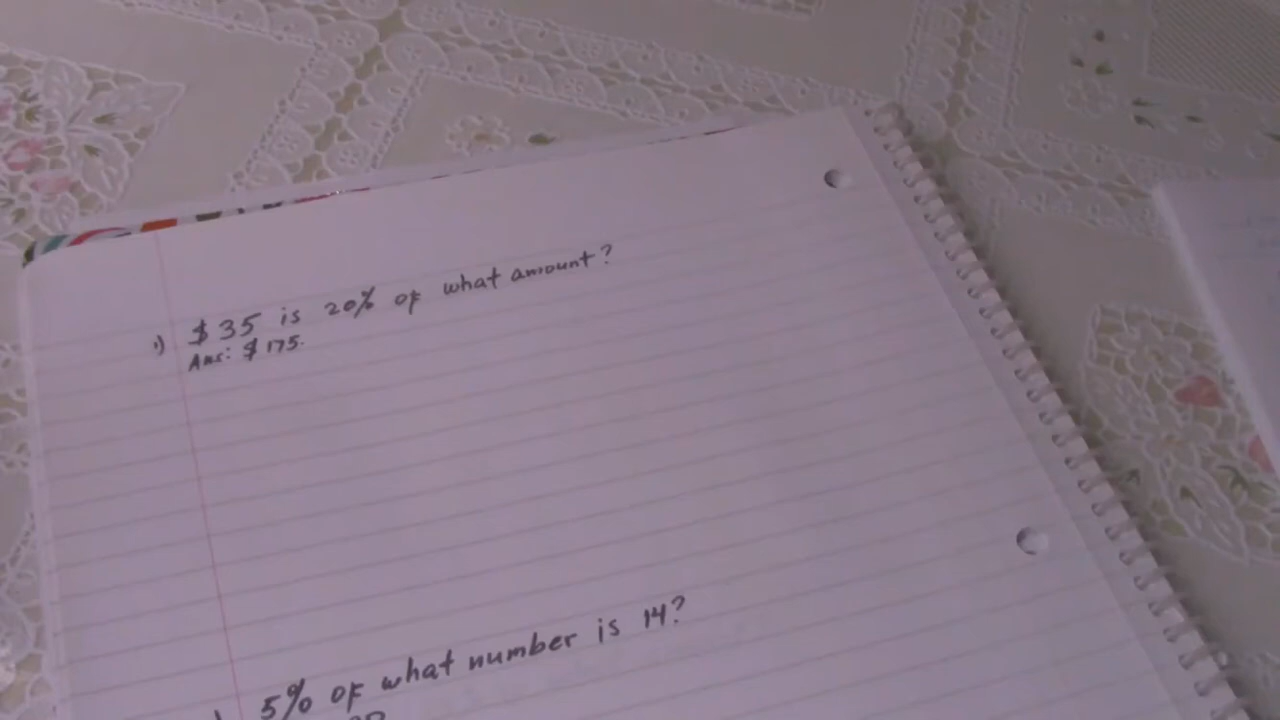 1) $35 is 20% of what amount?
Ans: $175.
5% of what number is 14?